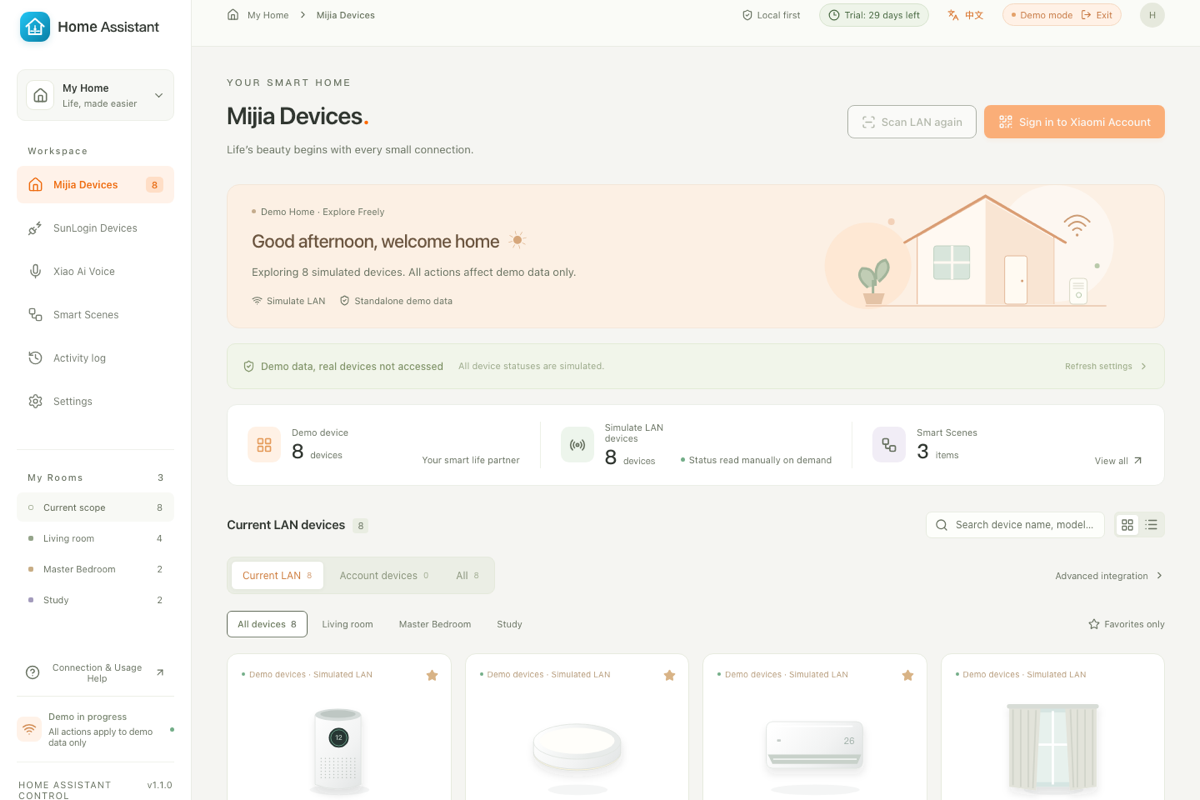 Home Assistant
My Home
Life, made easier
Workspace
Mijia Devices 8
SunLogin Devices
Xiao Ai Voice
Smart Scenes
Activity log
Settings
My Rooms 3
Current scope 8
Living room 4
Master Bedroom 2
Study 2
Connection & Usage
Help
Demo in progress
All actions apply to demo
data only
HOME ASSISTANT
CONTROL
v1.1.0
My Home > Mijia Devices
Local first
Trial: 29 days left
中文
Demo mode Exit
H
YOUR SMART HOME
Mijia Devices.
Life's beauty begins with every small connection.
Scan LAN again
Sign in to Xiaomi Account
Demo Home · Explore Freely
Good afternoon, welcome home
Exploring 8 simulated devices. All actions affect demo data only.
Simulate LAN Standalone demo data
Demo data, real devices not accessed All device statuses are simulated.
Refresh settings
Demo device
8 devices
Your smart life partner
Simulate LAN
devices
8 devices
Status read manually on demand
Smart Scenes
3 items
View all
Current LAN devices 8
Search device name, model...
Current LAN 8 Account devices 0 All 8
Advanced integration
All devices 8 Living room Master Bedroom Study
Favorites only
Demo devices · Simulated LAN
12
Demo devices · Simulated LAN
Demo devices · Simulated LAN
26
Demo devices · Simulated LAN